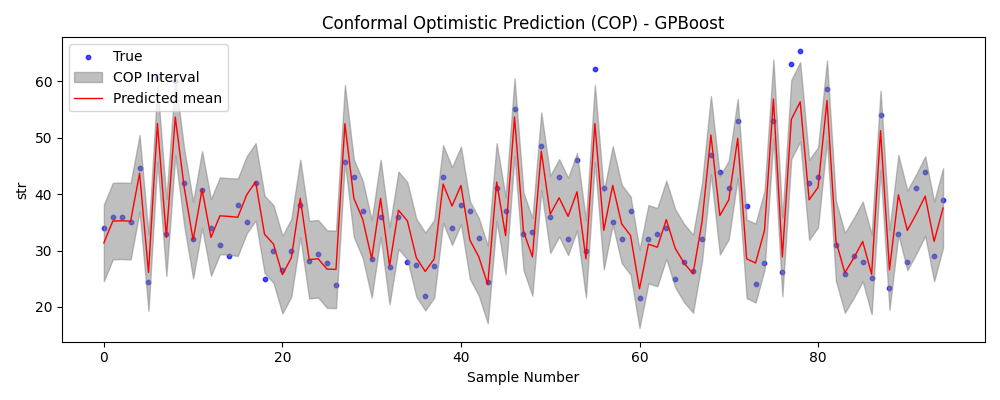 Conformal Optimistic Prediction (COP) - GPBoost
True
COP Interval
Predicted mean
str
60
50
40
30
20
0
20
40
60
80
Sample Number